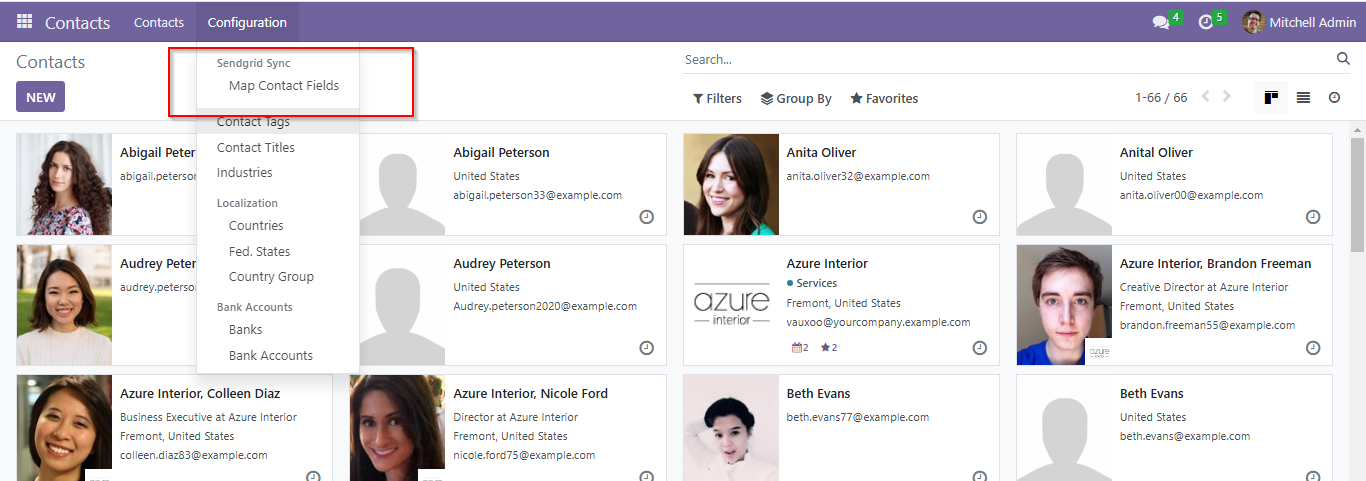 Contacts Contacts Configuration 4 5 Mitchell Admin
Contacts
NEW
Sendgrid Sync
Map Contact Fields
Contact Tags
Contact Titles
Industries
Localization
Countries
Fed. States
Country Group
Bank Accounts
Banks
Bank Accounts
Search...
Filters Group By Favorites 1-66 / 66
Abigail Peter
abigail.peterson
Abigail Peterson
United States
abigail.peterson33@example.com
Anita Oliver
anita.oliver32@example.com
Anital Oliver
United States
anita.oliver00@example.com
Audrey Peter
audrey.peterson
Audrey Peterson
United States
Audrey.peterson2020@example.com
azure
interior
Azure Interior
Services
Fremont, United States
vauxoo@yourcompany.example.com
2 2
Azure Interior, Brandon Freeman
Creative Director at Azure Interior
Fremont, United States
brandon.freeman55@example.com
azure
Azure Interior, Colleen Diaz
Business Executive at Azure Interior
Fremont, United States
colleen.diaz83@example.com
Azure Interior, Nicole Ford
Director at Azure Interior
Fremont, United States
nicole.ford75@example.com
Beth Evans
beth.evans77@example.com
Beth Evans
United States
beth.evans@example.com